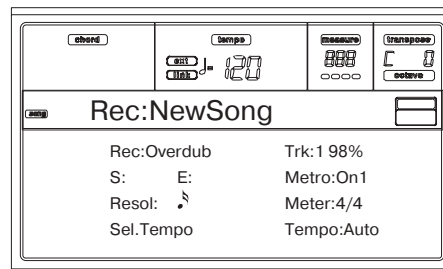 chord tempo measure transpose
ext
link
120 888 C 0
octave
song
Rec:NewSong
Rec:Overdub Trk:1 98%
S: E: Metro:On1
Resol: Meter:4/4
Sel.Tempo Tempo:Auto